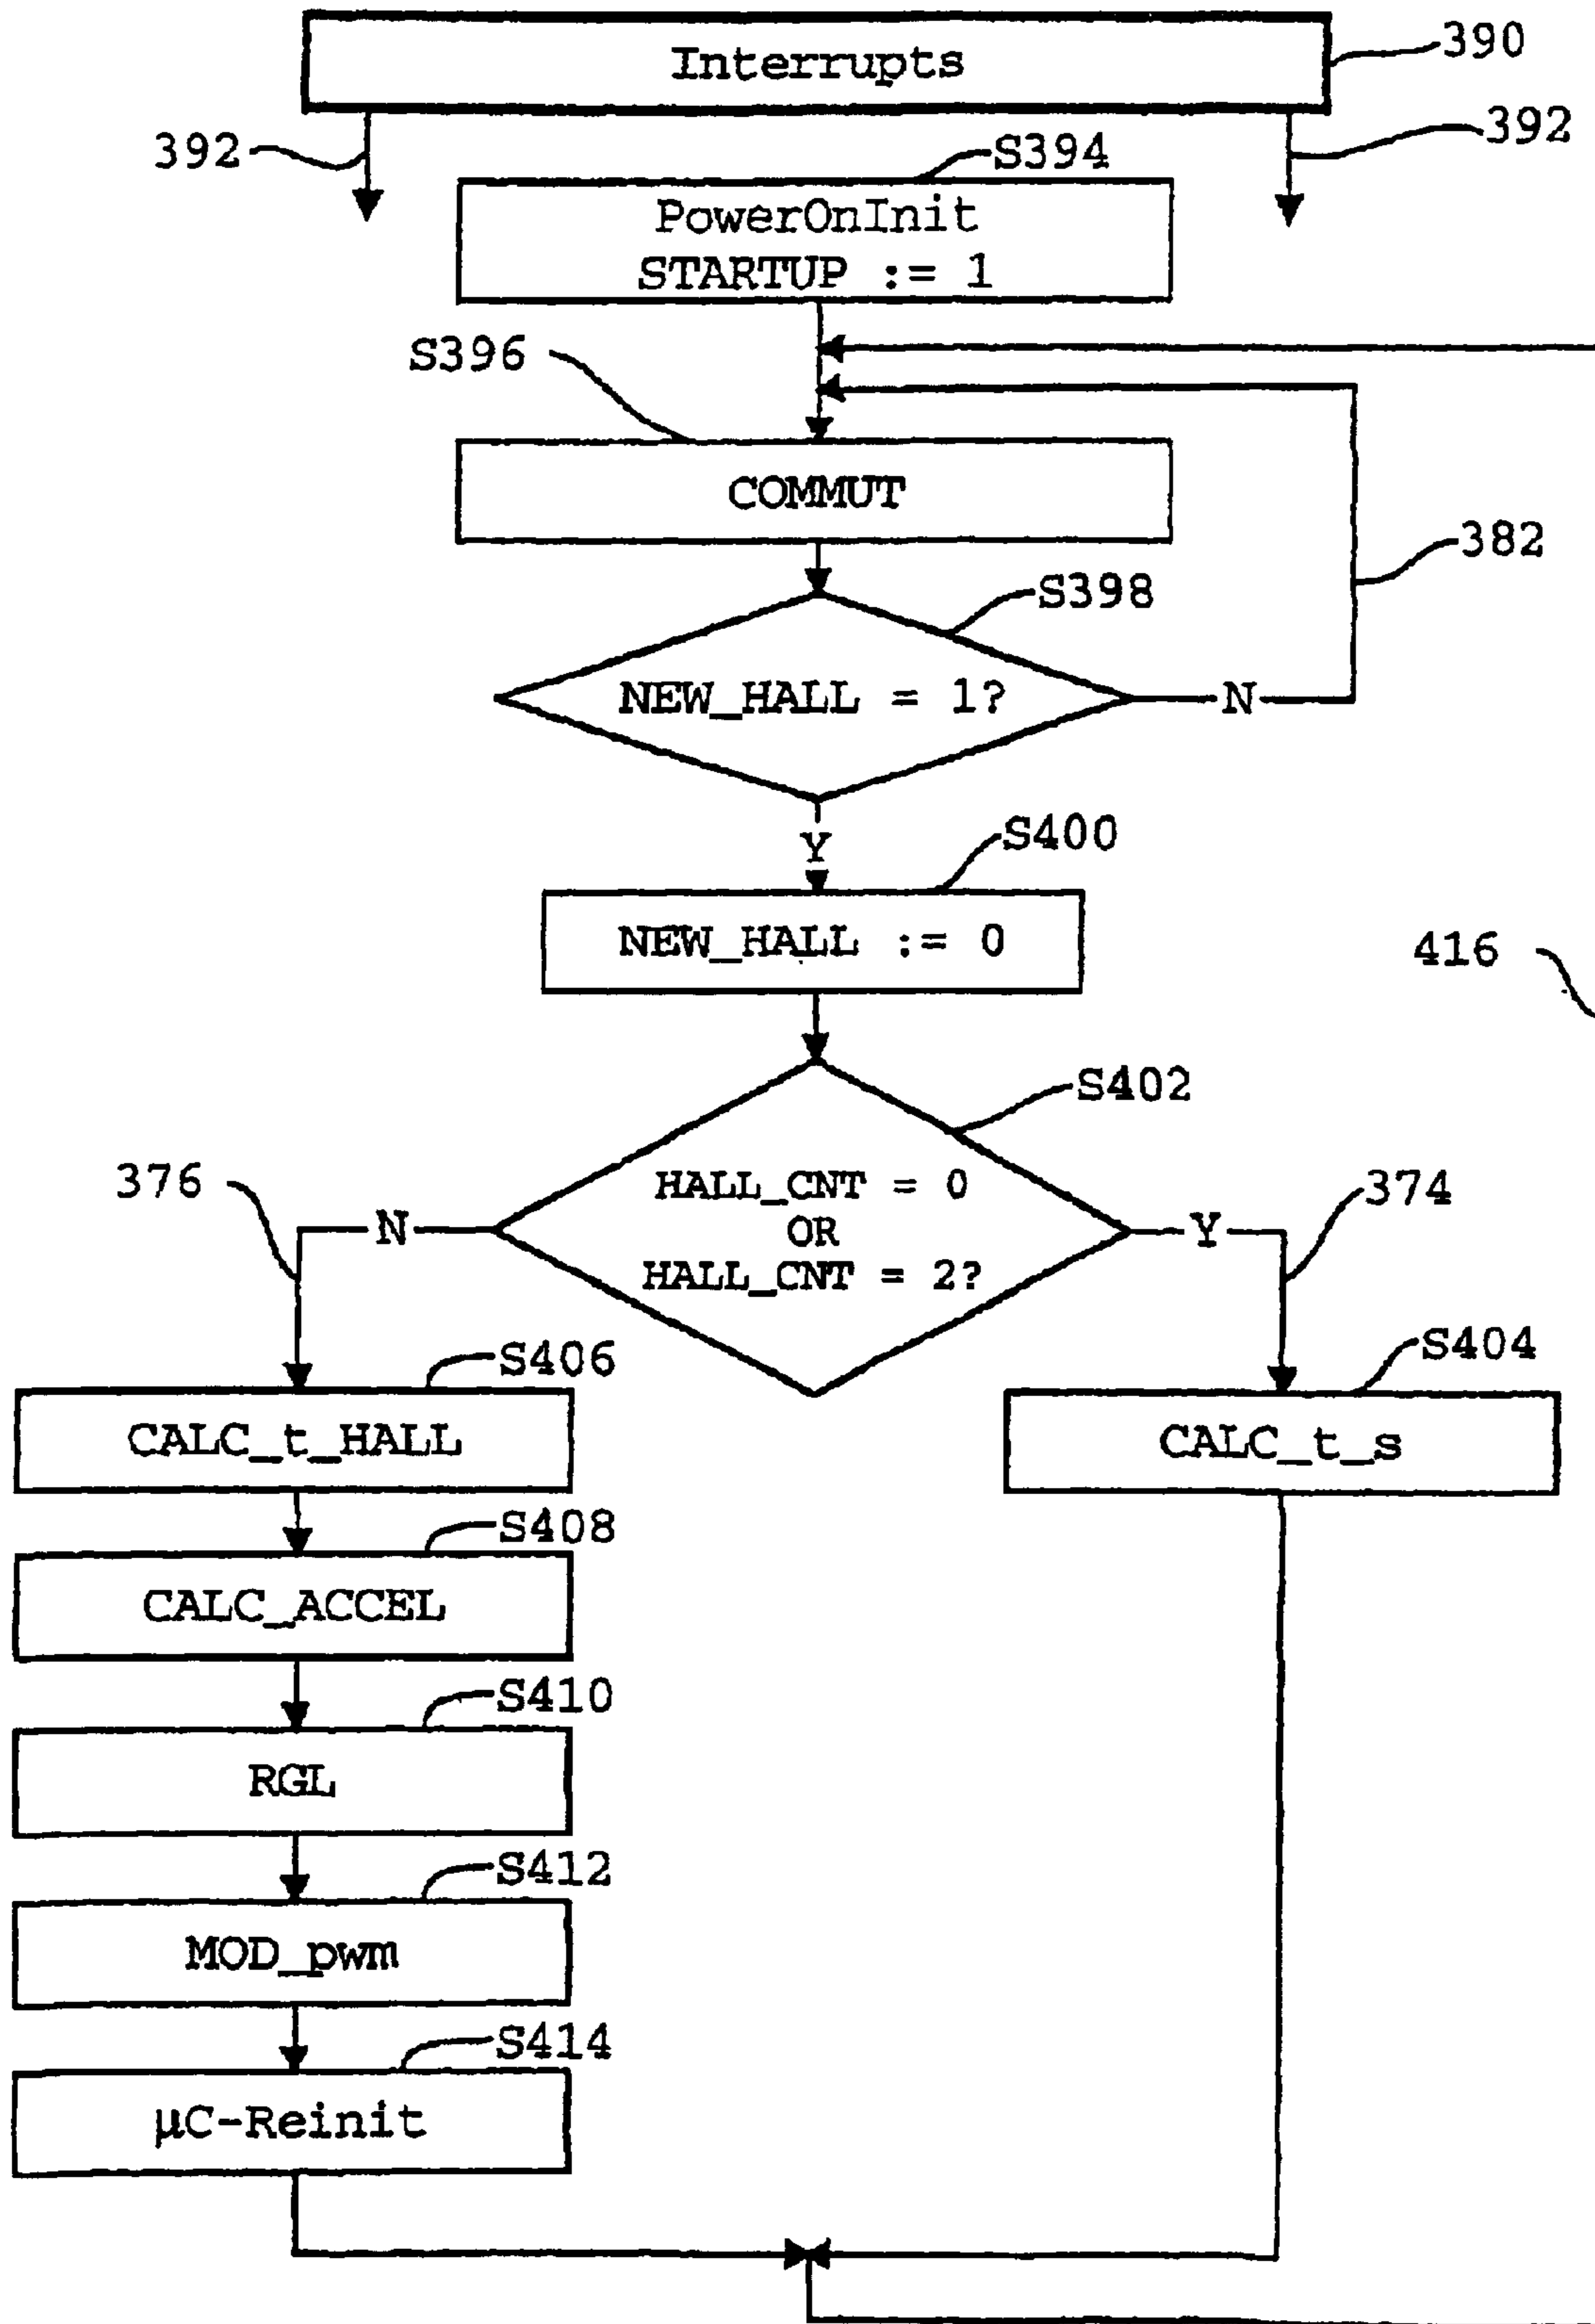 Interrupts
390
392
392
S394
PowerOnInit
STARTUP := 1
S396
COMMUT
382
S398
NEW_HALL = 1?
N
Y
S400
NEW_HALL := 0
416
S402
376
HALL_CNT = 0
374
N
OR
Y
HALL_CNT = 2?
S406
S404
CALC_t_HALL
CALC_t_s
S408
CALC_ACCEL
S410
RGL
S412
MOD_pwm
S414
µC-Reinit